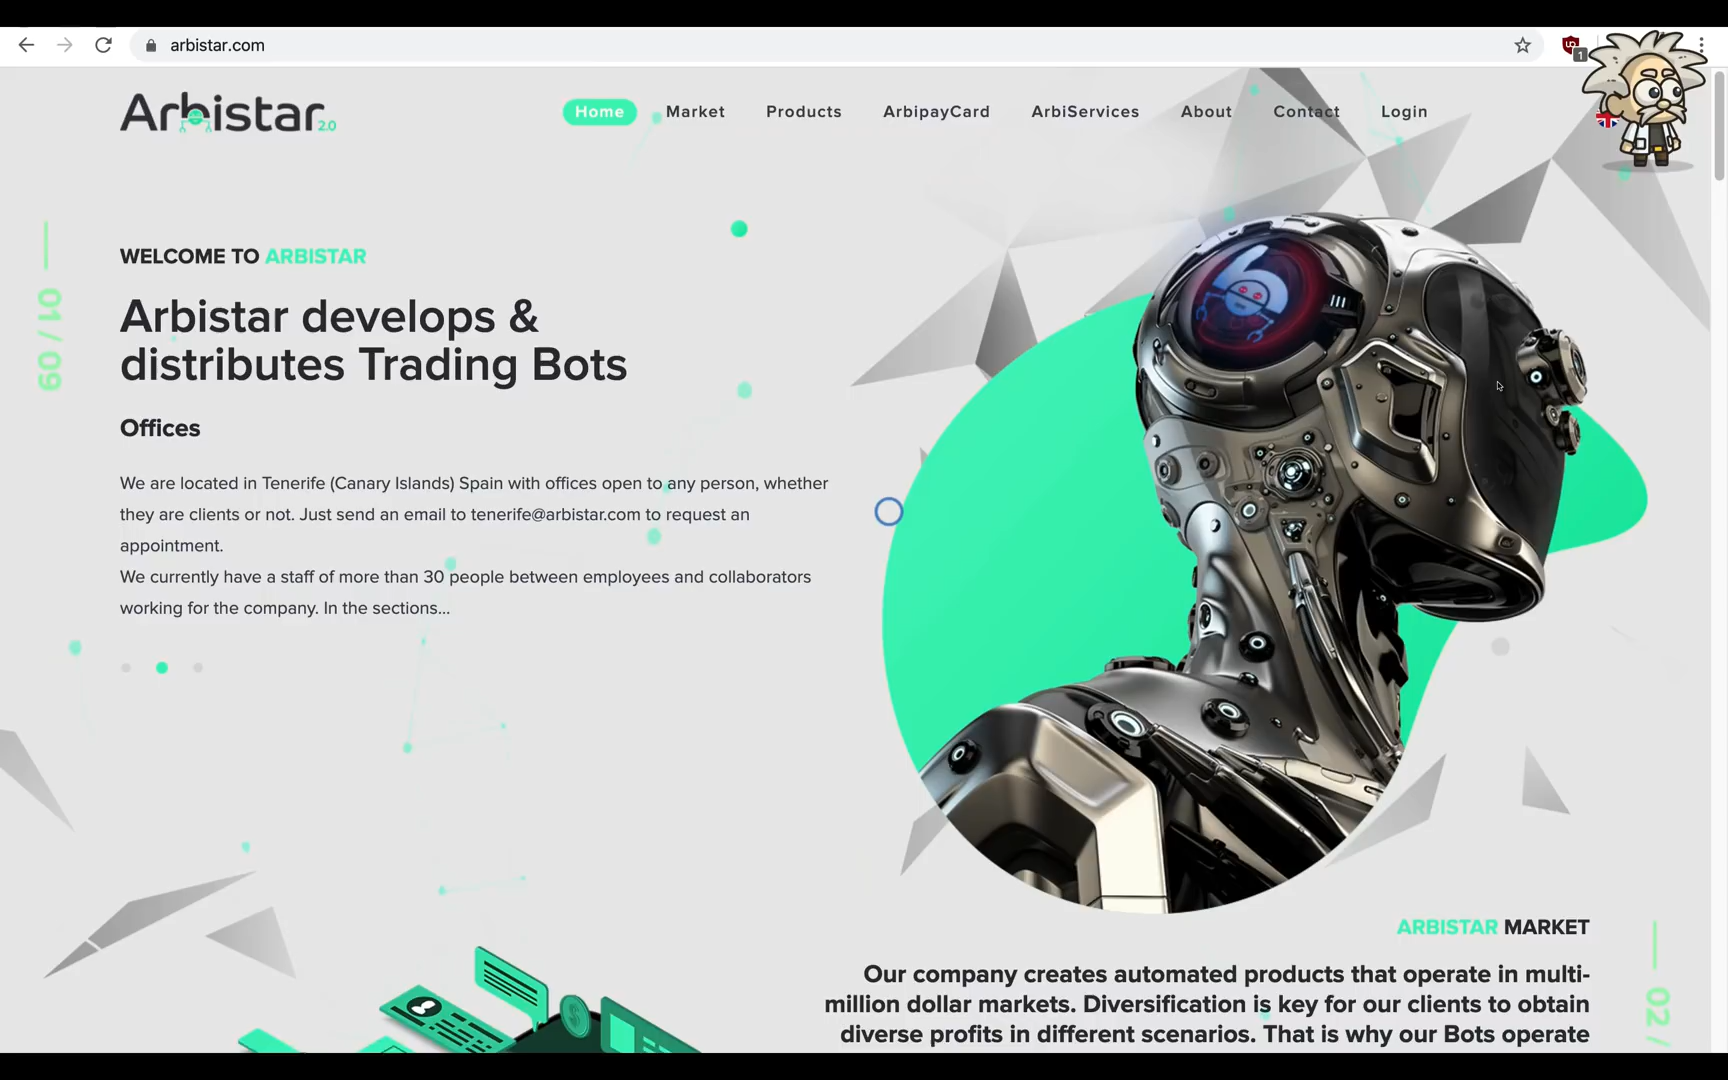 arbistar.com
1
Arbistar 2.0
Home Market Products ArbipayCard ArbiServices About Contact Login
01 / 09
WELCOME TO ARBISTAR
Arbistar develops &
distributes Trading Bots
Offices
We are located in Tenerife (Canary Islands) Spain with offices open to any person, whether
they are clients or not. Just send an email to tenerife@arbistar.com to request an
appointment.
We currently have a staff of more than 30 people between employees and collaborators
working for the company. In the sections...
ARBISTAR MARKET
Our company creates automated products that operate in multi-
million dollar markets. Diversification is key for our clients to obtain
diverse profits in different scenarios. That is why our Bots operate
02 /